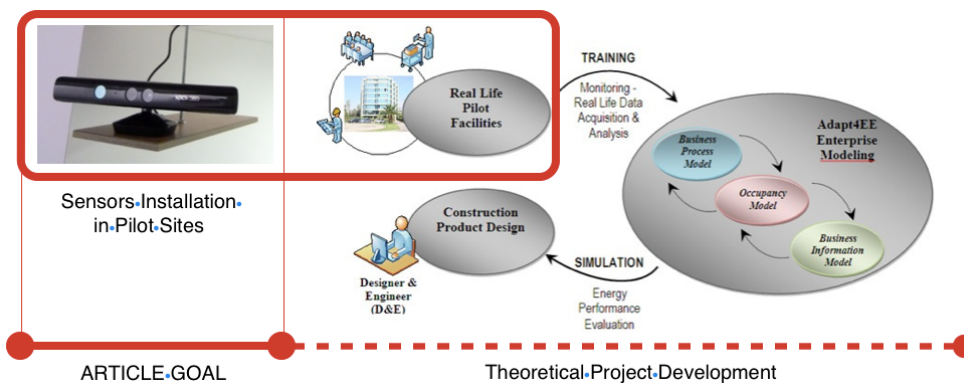 XBOX 360
Real Life
Pilot
Facilities
Sensors·Installation·
in·Pilot·Sites
TRAINING
Monitoring -
Real Life Data
Acquisition &
Analysis
Adapt4EE
Enterprise
Modeling
Business
Process
Model
Occupancy
Model
Business
Information
Model
Construction
Product Design
Designer &
Engineer
(D&E)
SIMULATION
Energy
Performance
Evaluation
ARTICLE·GOAL
Theoretical·Project·Development